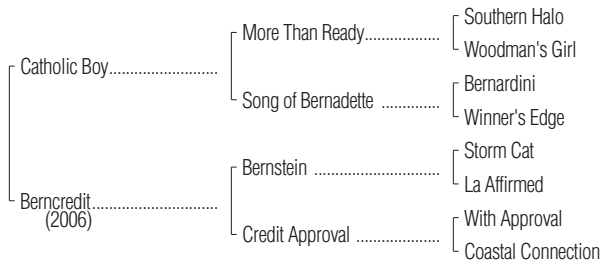 Southern Halo
More Than Ready..................
Woodman's Girl
Catholic Boy..........................
Bernardini
Song of Bernadette ..............
Winner's Edge
Storm Cat
Bernstein ..............................
La Affirmed
Berncredit..............................
(2006)
With Approval
Credit Approval ....................
Coastal Connection